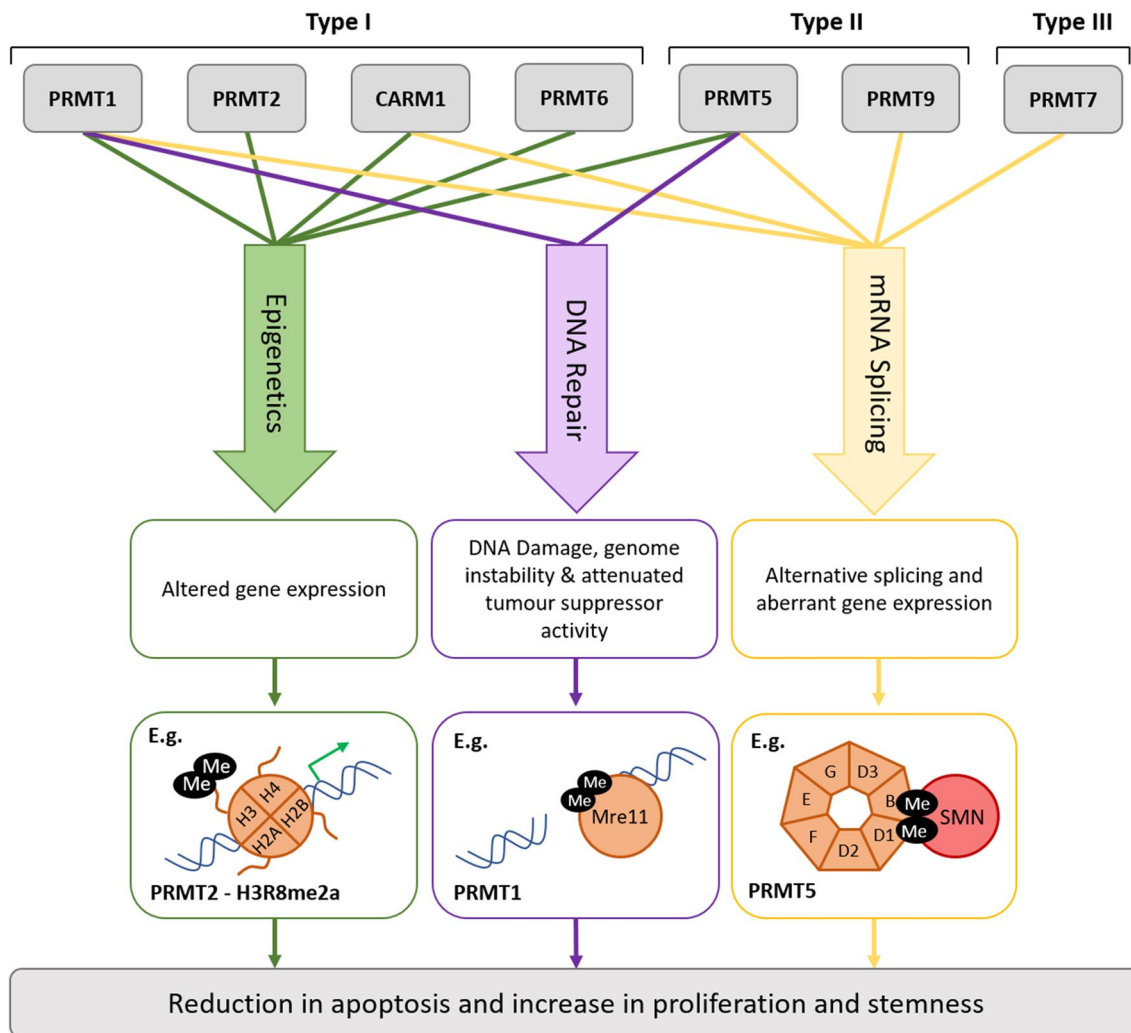 Type I
Type II
Type III
PRMT1
PRMT2
CARM1
PRMT6
PRMT5
PRMT9
PRMT7
Epigenetics
DNA Repair
mRNA Splicing
Altered gene expression
DNA Damage, genome
instability & attenuated
tumour suppressor
activity
Alternative splicing and
aberrant gene expression
E.g.
Me
Me
H4
H3
H2B
H2A
PRMT2 - H3R8me2a
E.g.
Me
Me
Mre11
PRMT1
E.g.
G
D3
E
B
F
D1
D2
Me
Me
SMN
PRMT5
Reduction in apoptosis and increase in proliferation and stemness